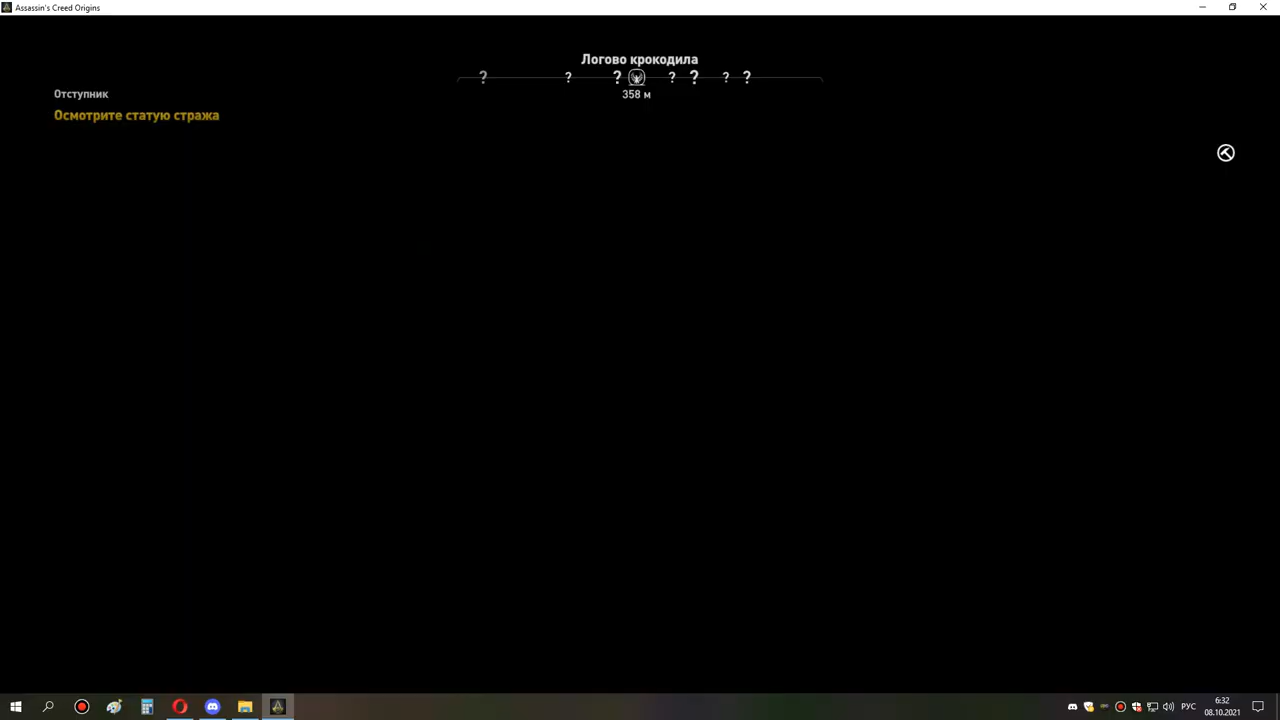 Assassin's Creed Origins
Логово крокодила
? ? ? ? ? ? ?
358 м
Отступник
Осмотрите статую стража
РУС
6:32
08.10.2021